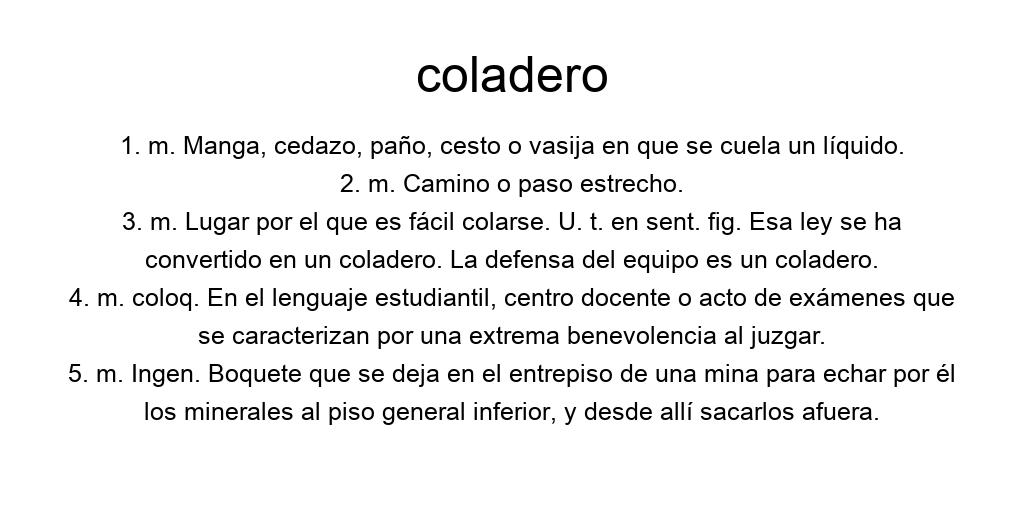 coladero
1. m. Manga, cedazo, paño, cesto o vasija en que se cuela un líquido.
2. m. Camino o paso estrecho.
3. m. Lugar por el que es fácil colarse. U. t. en sent. fig. Esa ley se ha
convertido en un coladero. La defensa del equipo es un coladero.
4. m. coloq. En el lenguaje estudiantil, centro docente o acto de exámenes que
se caracterizan por una extrema benevolencia al juzgar.
5. m. Ingen. Boquete que se deja en el entrepiso de una mina para echar por él
los minerales al piso general inferior, y desde allí sacarlos afuera.